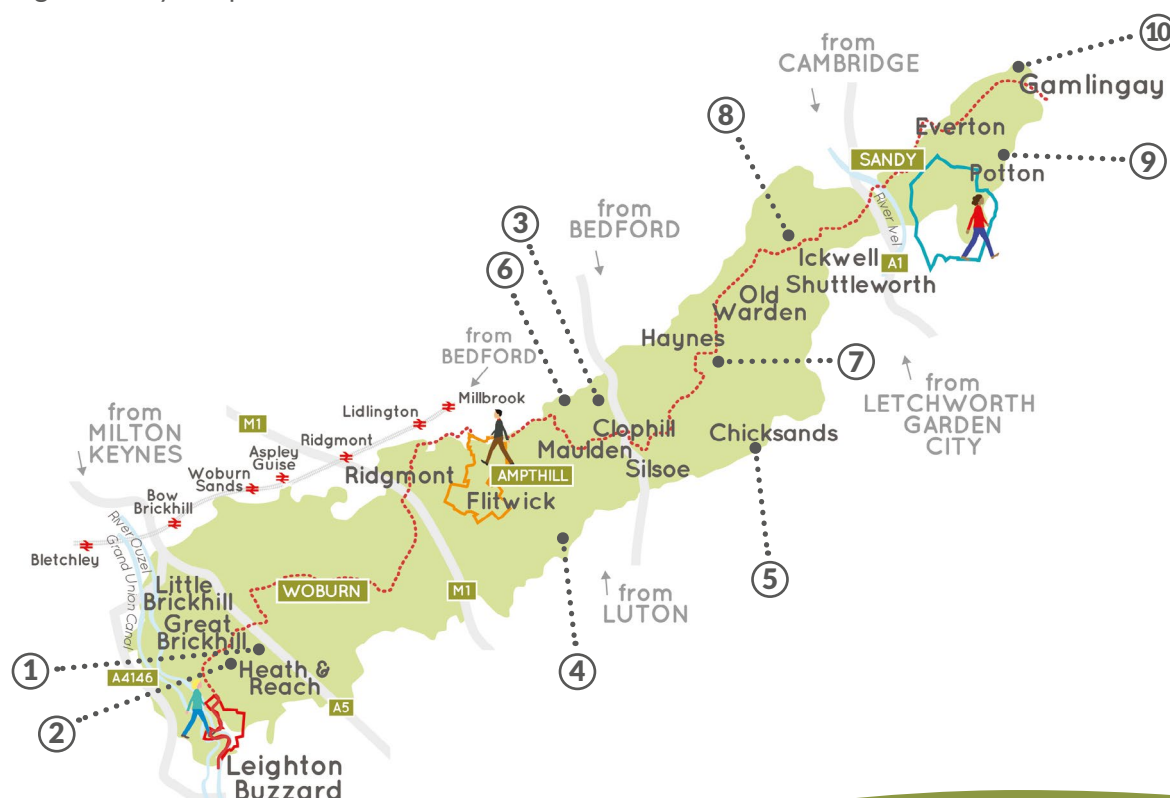 10
from
CAMBRIDGE
Gamlingay
8
Everton
SANDY
9
Potton
3
from
BEDFORD
River Ivel
6
Ickwell
A1
Shuttleworth
Old
Warden
from
BEDFORD
Haynes
7
from
LETCHWORTH
GARDEN
CITY
Millbrook
Lidlington
from
MILTON
KEYNES
M1
Ridgmont
Clophill
Chicksands
Aspley
Guise
Maulden
Woburn
Sands
Ridgmont
AMPTHILL
Silsoe
Bow
Brickhill
Flitwick
River Ouzel
Grand Union Canal
Bletchley
5
Little
Brickhill
WOBURN
M1
from
LUTON
Great
Brickhill
1
Heath &
Reach
4
A4146
A5
2
Leighton
Buzzard